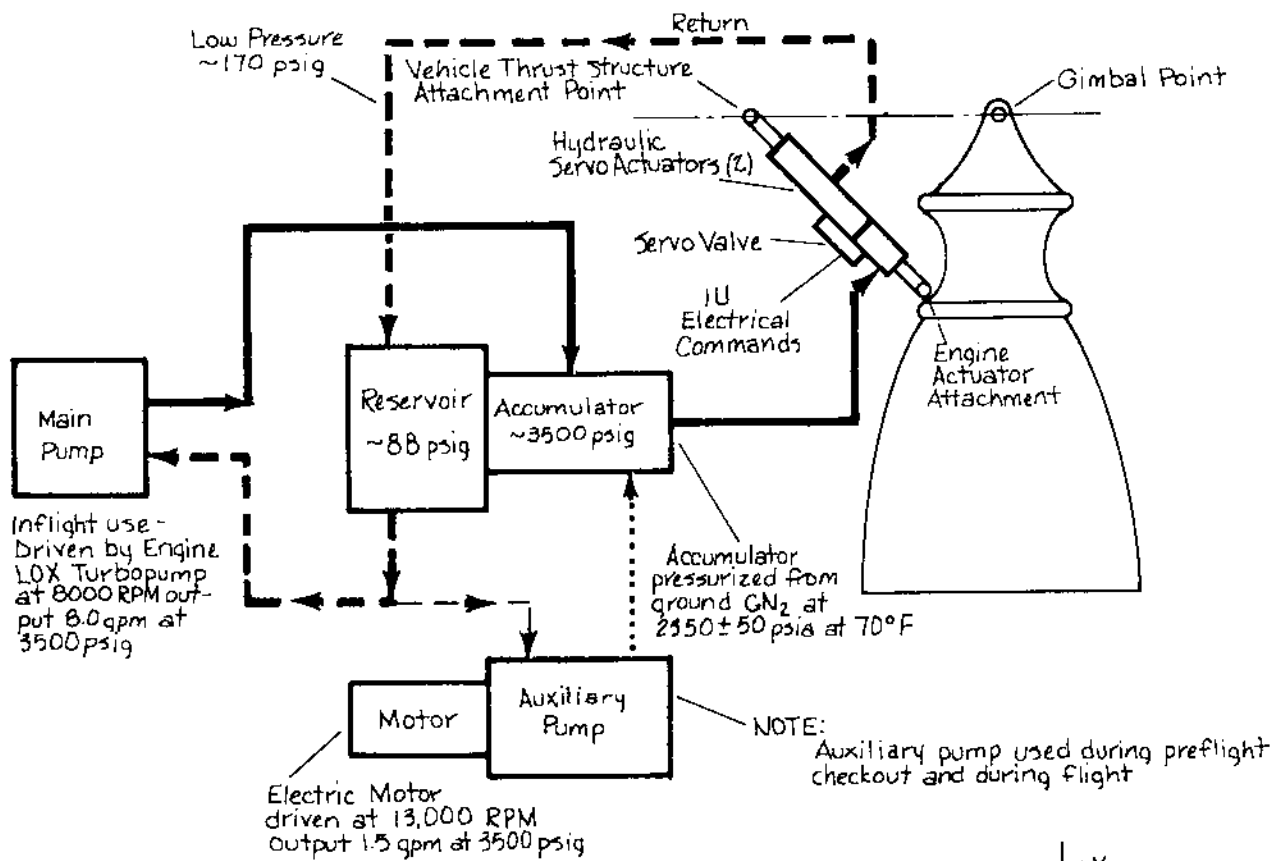 Return
Low Pressure
~170 psig
Vehicle Thrust Structure
Attachment Point
Gimbal Point
Hydraulic
Servo Actuators (2)
Servo Valve
IU
Electrical
Commands
Engine
Actuator
Attachment
Main
Pump
Reservoir
~88 psig
Accumulator
~3500 psig
Inflight use -
Driven by Engine
LOX Turbopump
at 8000 RPM out-
put 8.0 gpm at
3500 psig
Accumulator
pressurized from
ground GN₂ at
2350 ± 50 psia at 70°F
Motor
Auxiliary
Pump
NOTE:
Auxiliary pump used during preflight
checkout and during flight
Electric Motor
driven at 13,000 RPM
output 1.5 gpm at 3500 psig